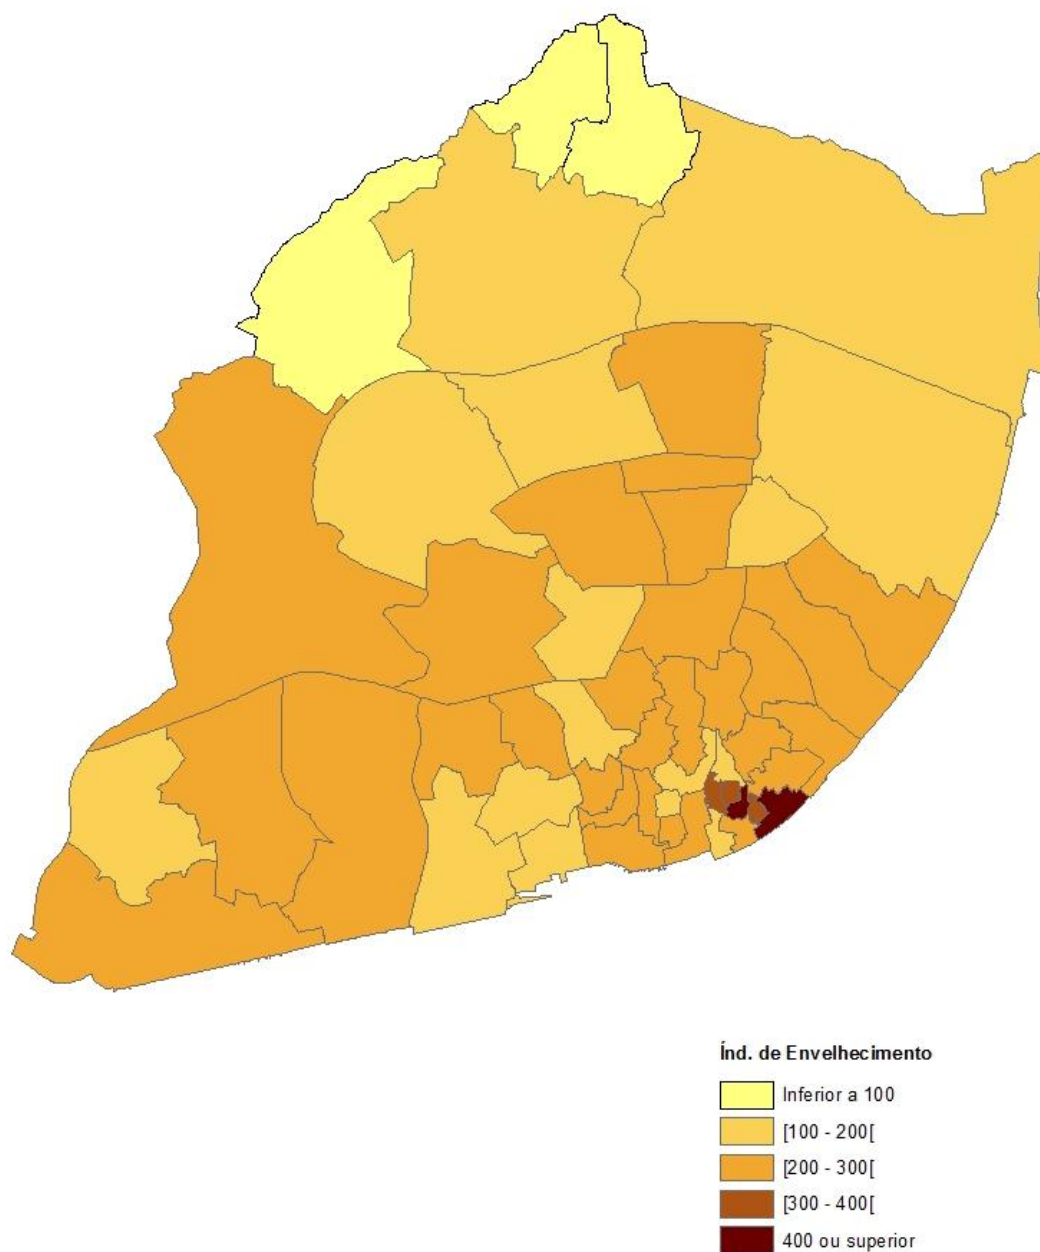 Índ. de Envelhecimento
Inferior a 100
[100 - 200[
[200 - 300[
[300 - 400[
400 ou superior